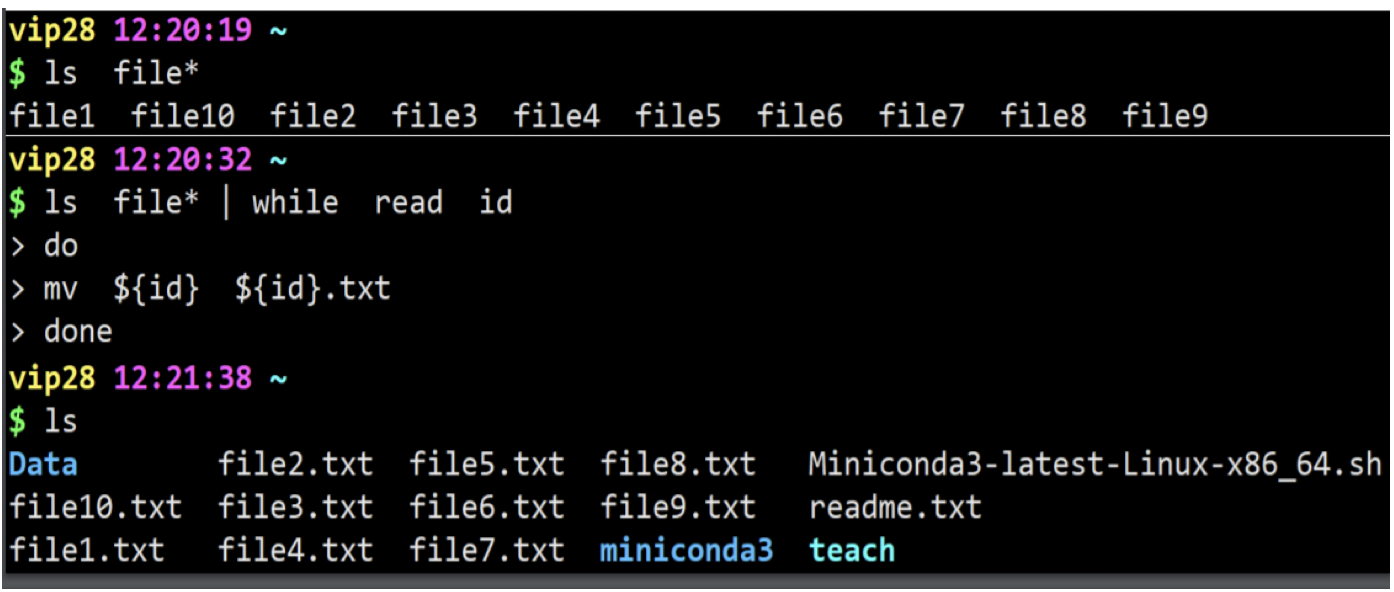 vip28 12:20:19 ~
$ ls  file*
file1  file10  file2  file3  file4  file5  file6  file7  file8  file9
vip28 12:20:32 ~
$ ls  file* | while  read  id
> do
> mv  ${id}  ${id}.txt
> done
vip28 12:21:38 ~
$ ls
Data        file2.txt  file5.txt  file8.txt   Miniconda3-latest-Linux-x86_64.sh
file10.txt  file3.txt  file6.txt  file9.txt   readme.txt
file1.txt   file4.txt  file7.txt  miniconda3  teach